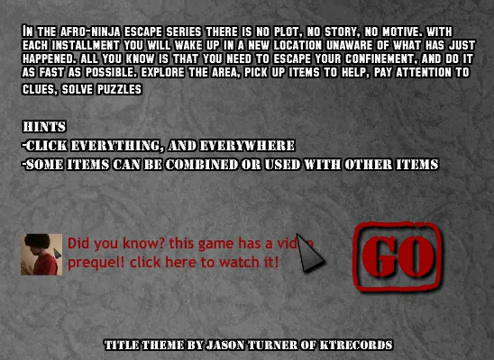 IN THE AFRO-NINJA ESCAPE SERIES THERE IS NO PLOT, NO STORY, NO MOTIVE. WITH
EACH INSTALLMENT YOU WILL WAKE UP IN A NEW LOCATION UNAWARE OF WHAT HAS JUST
HAPPENED. ALL YOU KNOW IS THAT YOU NEED TO ESCAPE YOUR CONFINEMENT, AND DO IT
AS FAST AS POSSIBLE. EXPLORE THE AREA, PICK UP ITEMS TO HELP, PAY ATTENTION TO
CLUES, SOLVE PUZZLES
HINTS
-CLICK EVERYTHING, AND EVERYWHERE
-SOME ITEMS CAN BE COMBINED OR USED WITH OTHER ITEMS
Did you know? this game has a video
prequel! click here to watch it!
GO
TITLE THEME BY JASON TURNER OF KTRECORDS